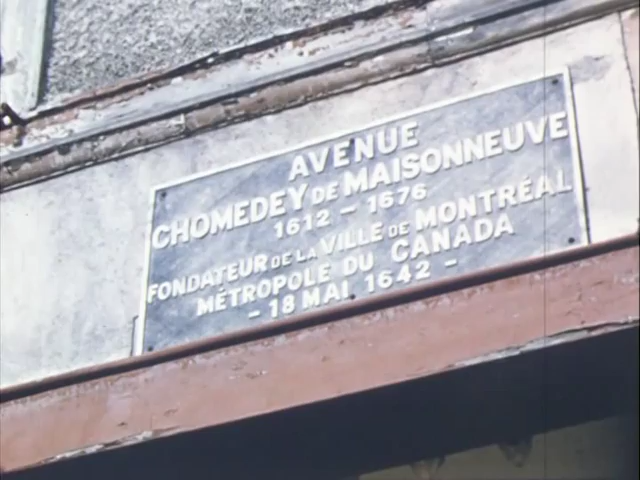 AVENUE
CHOMEDEY DE MAISONNEUVE
1612 - 1676
FONDATEUR DE LA VILLE DE MONTRÉAL
MÉTROPOLE DU CANADA
- 18 MAI 1642 -